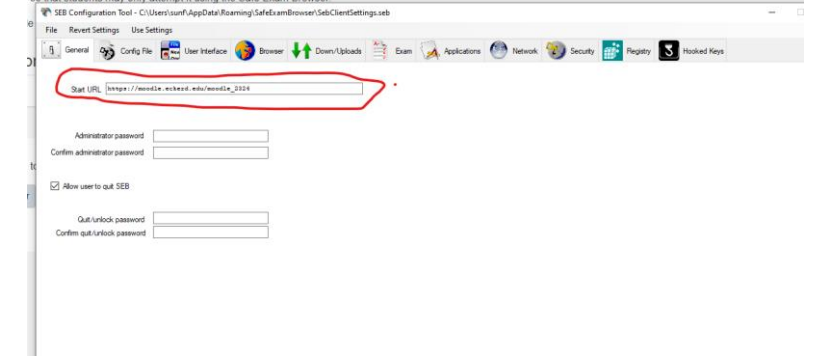 SEB Configuration Tool - C:\Users\sunf\AppData\Roaming\SafeExamBrowser\SebClientSettings.seb
File Revert Settings Use Settings
General Config File User Interface Browser Down/Uploads Exam Applications Network Security Registry Hooked Keys
Start URL https://moodle.eckerd.edu/moodle_2324
Administrator password
Confirm administrator password
Allow user to quit SEB
Quit/unlock password
Confirm quit/unlock password